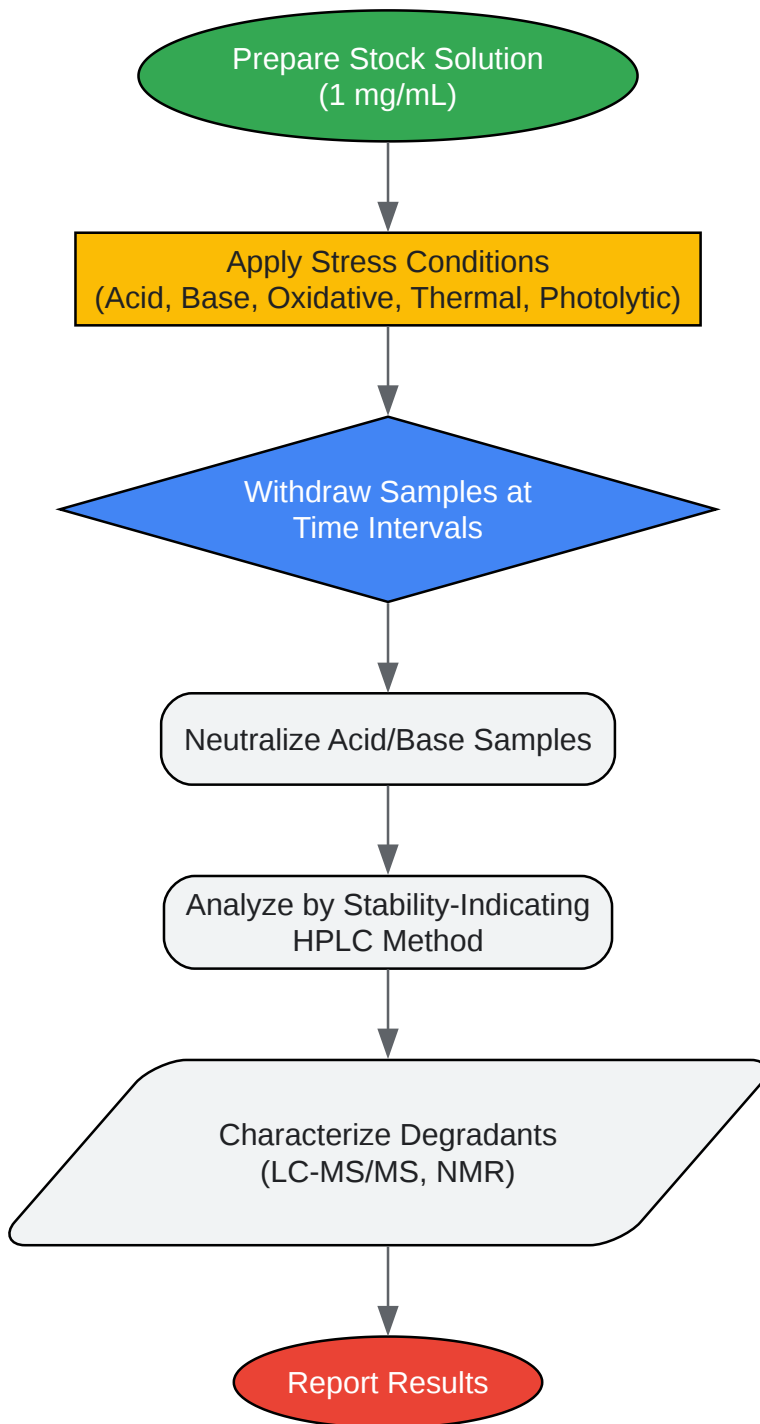 Prepare Stock Solution
(1 mg/mL)
Apply Stress Conditions
(Acid, Base, Oxidative, Thermal, Photolytic)
Withdraw Samples at
Time Intervals
Neutralize Acid/Base Samples
Analyze by Stability-Indicating
HPLC Method
Characterize Degradants
(LC-MS/MS, NMR)
Report Results